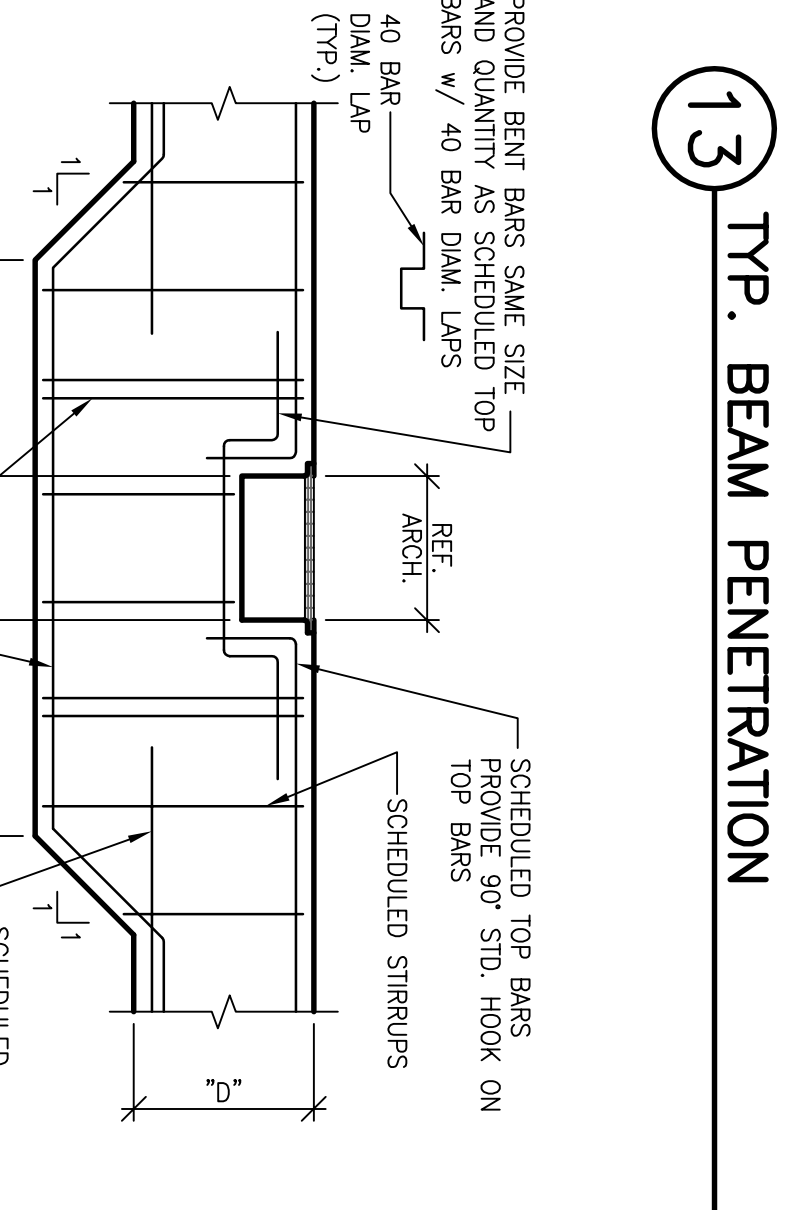 13
TYP. BEAM PENETRATION
PROVIDE BENT BARS SAME SIZE
AND QUANTITY AS SCHEDULED TOP
BARS w/ 40 BAR DIAM. LAPS
40 BAR
DIAM. LAP
(TYP.)
REF.
ARCH.
SCHEDULED TOP BARS
PROVIDE 90° STD. HOOK ON
TOP BARS
SCHEDULED STIRRUPS
"D"
1
1
1
1
SCHEDULED